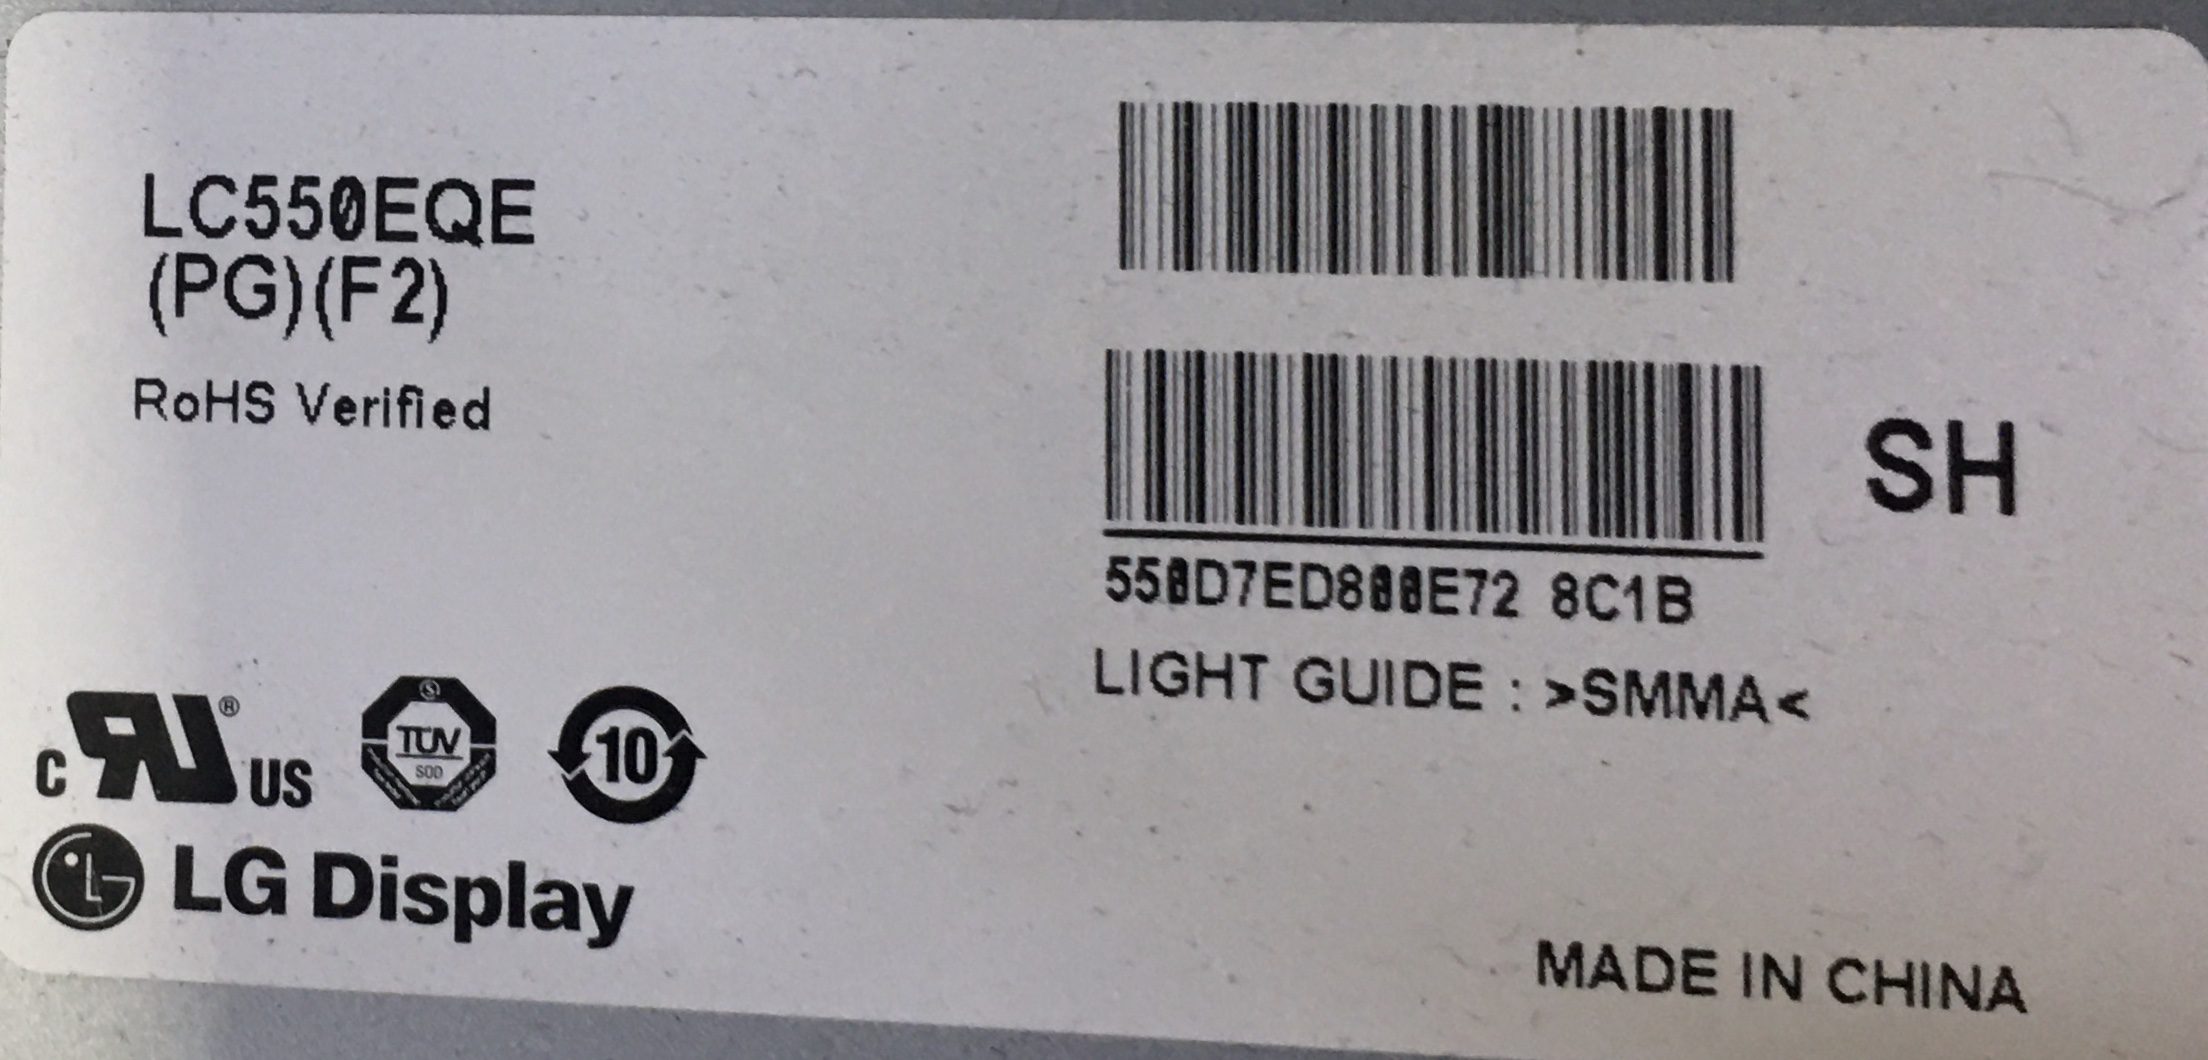 LC550EQE
(PG)(F2)
RoHS Verified
SH
550D7ED800E72 8C1B
LIGHT GUIDE : >SMMA<
c RU ® US
TÜV
SÜD
10
LG Display
MADE IN CHINA